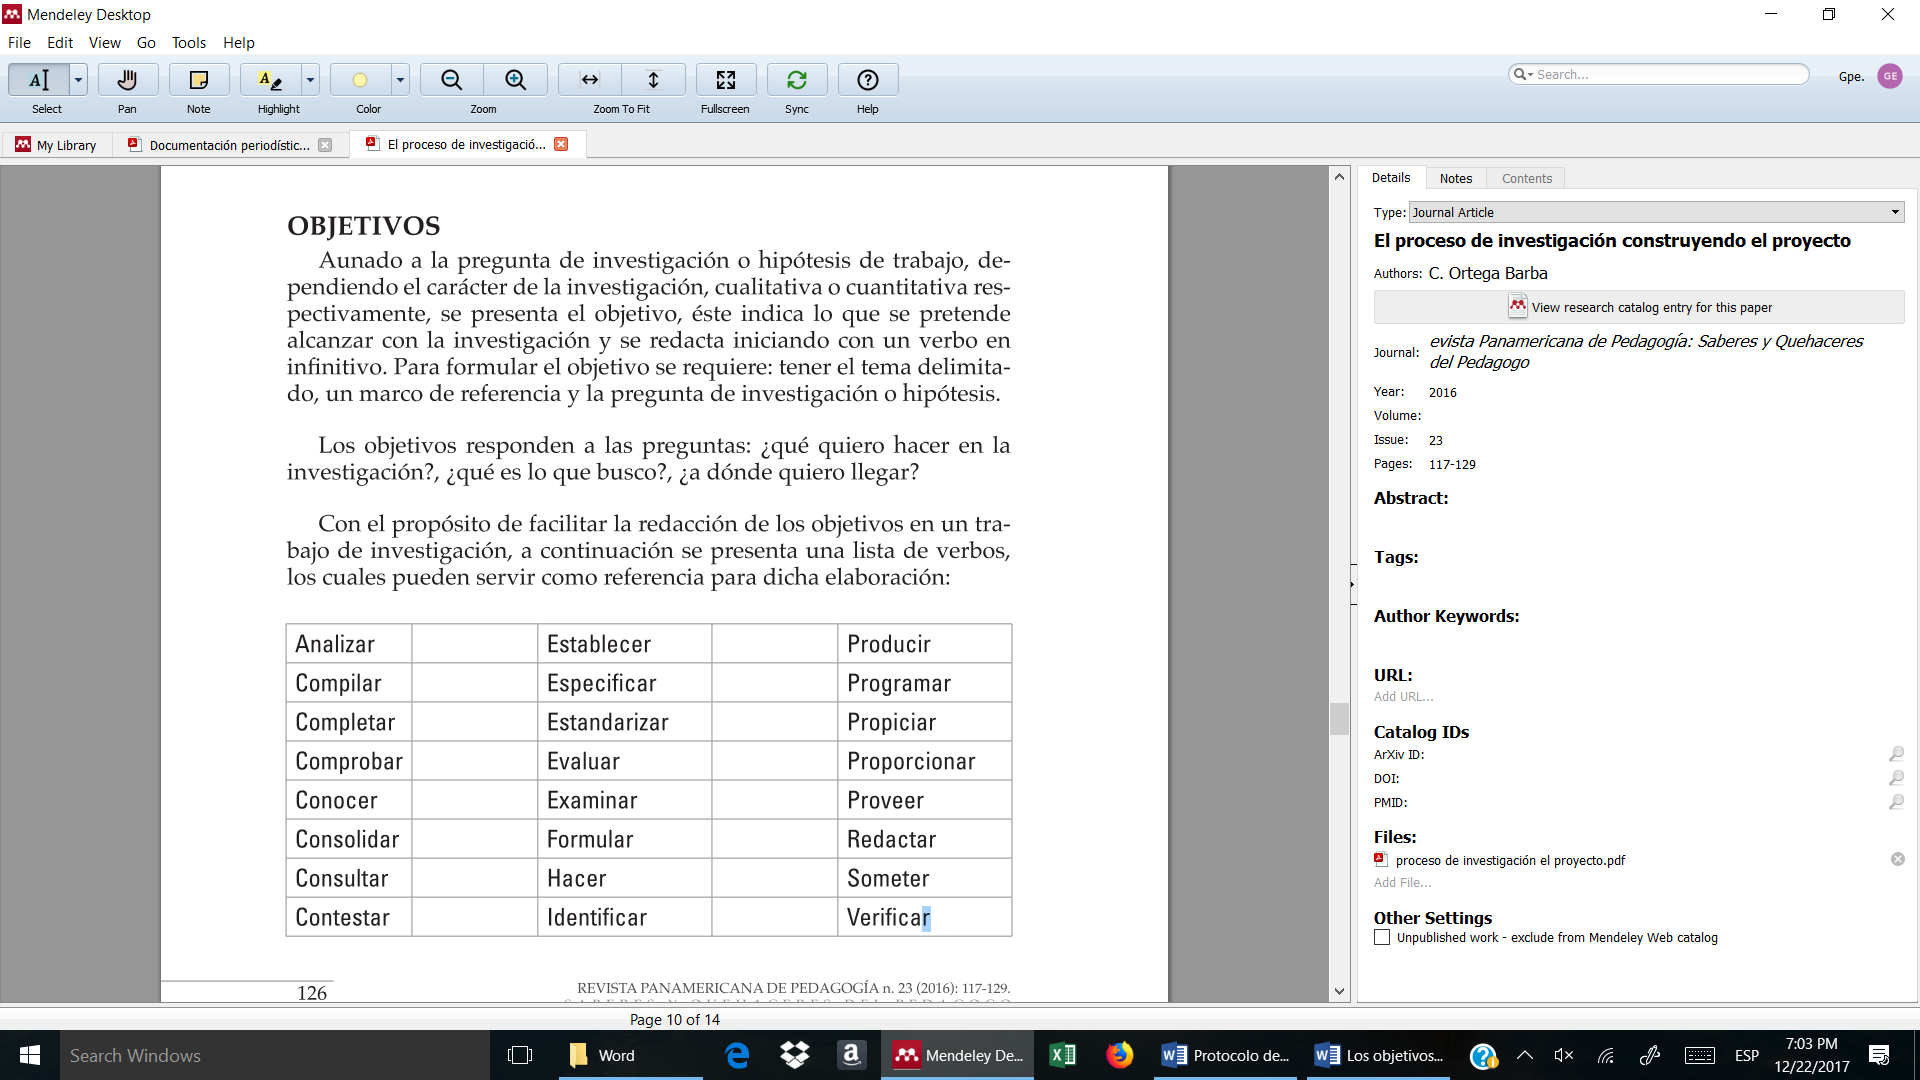 Mendeley Desktop
File Edit View Go Tools Help
Select Pan Note Highlight Color Zoom Zoom To Fit Fullscreen Sync Help
Search...
Gpe. GE
My Library Documentación periodístic... El proceso de investigació...
OBJETIVOS
Aunado a la pregunta de investigación o hipótesis de trabajo, de-
pendiendo el carácter de la investigación, cualitativa o cuantitativa res-
pectivamente, se presenta el objetivo, éste indica lo que se pretende
alcanzar con la investigación y se redacta iniciando con un verbo en
infinitivo. Para formular el objetivo se requiere: tener el tema delimita-
do, un marco de referencia y la pregunta de investigación o hipótesis.
Los objetivos responden a las preguntas: ¿qué quiero hacer en la
investigación?, ¿qué es lo que busco?, ¿a dónde quiero llegar?
Con el propósito de facilitar la redacción de los objetivos en un tra-
bajo de investigación, a continuación se presenta una lista de verbos,
los cuales pueden servir como referencia para dicha elaboración:
Analizar Establecer Producir
Compilar Especificar Programar
Completar Estandarizar Propiciar
Comprobar Evaluar Proporcionar
Conocer Examinar Proveer
Consolidar Formular Redactar
Consultar Hacer Someter
Contestar Identificar Verificar
126 REVISTA PANAMERICANA DE PEDAGOGÍA n. 23 (2016): 117-129.
SABERES Y QUEHACERES DEL PEDAGOGO
Page 10 of 14
Details Notes Contents
Type: Journal Article
El proceso de investigación construyendo el proyecto
Authors: C. Ortega Barba
View research catalog entry for this paper
Journal: evista Panamericana de Pedagogía: Saberes y Quehaceres
del Pedagogo
Year: 2016
Volume:
Issue: 23
Pages: 117-129
Abstract:
Tags:
Author Keywords:
URL:
Add URL...
Catalog IDs
ArXiv ID:
DOI:
PMID:
Files:
proceso de investigación el proyecto.pdf
Add File...
Other Settings
Unpublished work - exclude from Mendeley Web catalog
Search Windows Word Mendeley De... Protocolo de... Los objetivos... ESP 7:03 PM
12/22/2017